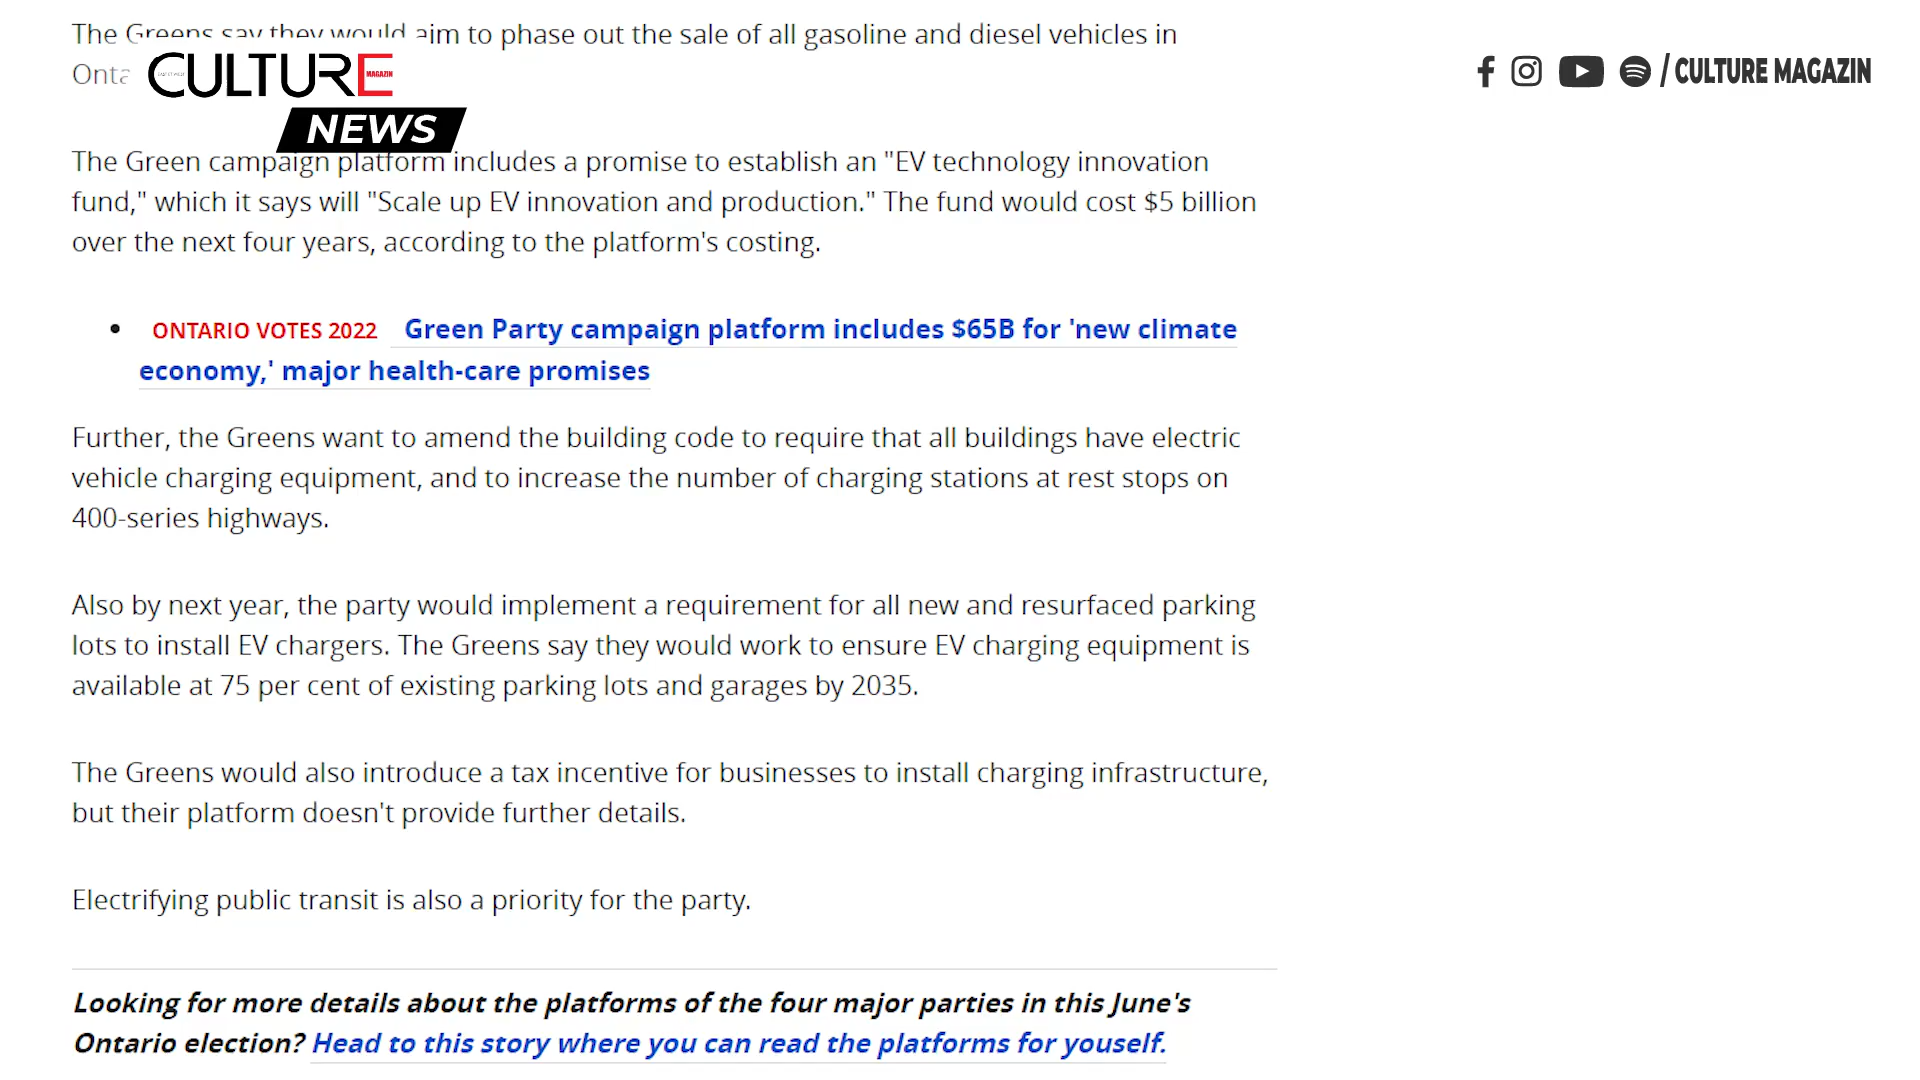 The Greens say they would aim to phase out the sale of all gasoline and diesel vehicles in
CULTURE
MAGAZIN
NEWS
/ CULTURE MAGAZIN
The Green campaign platform includes a promise to establish an "EV technology innovation
fund," which it says will "Scale up EV innovation and production." The fund would cost $5 billion
over the next four years, according to the platform's costing.
• ONTARIO VOTES 2022 Green Party campaign platform includes $65B for 'new climate
economy,' major health-care promises
Further, the Greens want to amend the building code to require that all buildings have electric
vehicle charging equipment, and to increase the number of charging stations at rest stops on
400-series highways.
Also by next year, the party would implement a requirement for all new and resurfaced parking
lots to install EV chargers. The Greens say they would work to ensure EV charging equipment is
available at 75 per cent of existing parking lots and garages by 2035.
The Greens would also introduce a tax incentive for businesses to install charging infrastructure,
but their platform doesn't provide further details.
Electrifying public transit is also a priority for the party.
Looking for more details about the platforms of the four major parties in this June's
Ontario election? Head to this story where you can read the platforms for youself.